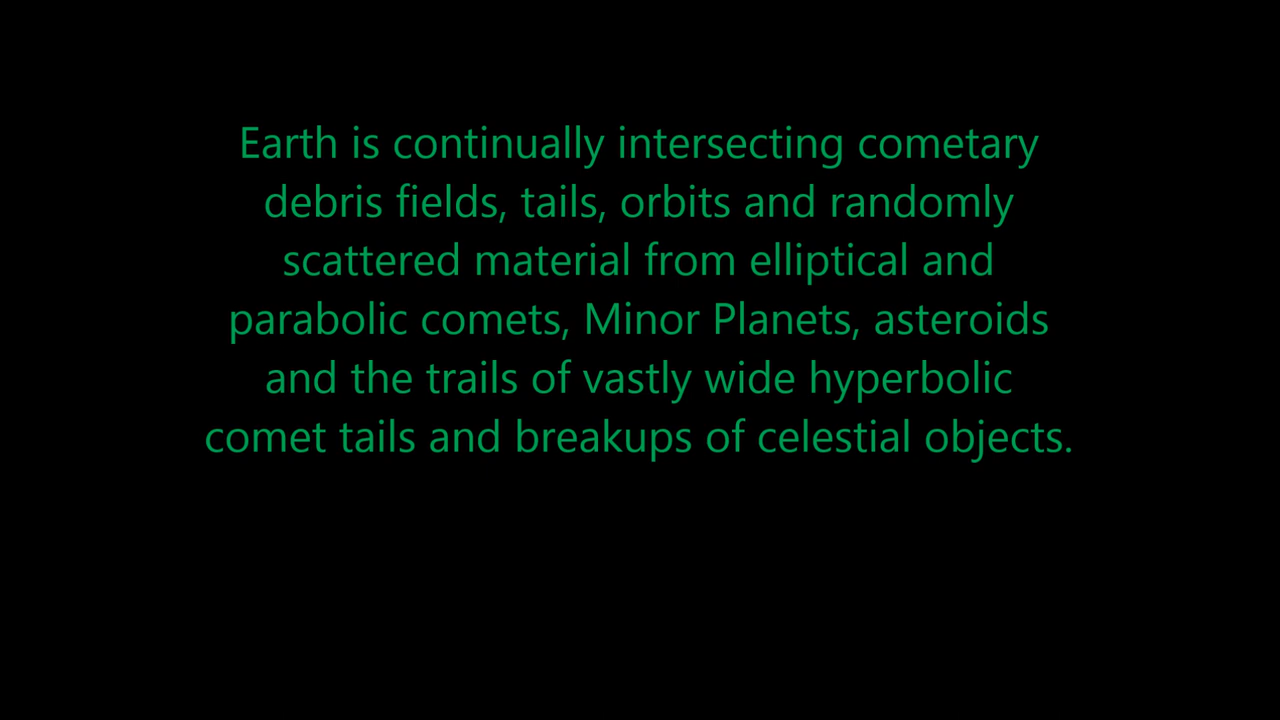 Earth is continually intersecting cometary
debris fields, tails, orbits and randomly
scattered material from elliptical and
parabolic comets, Minor Planets, asteroids
and the trails of vastly wide hyperbolic
comet tails and breakups of celestial objects.